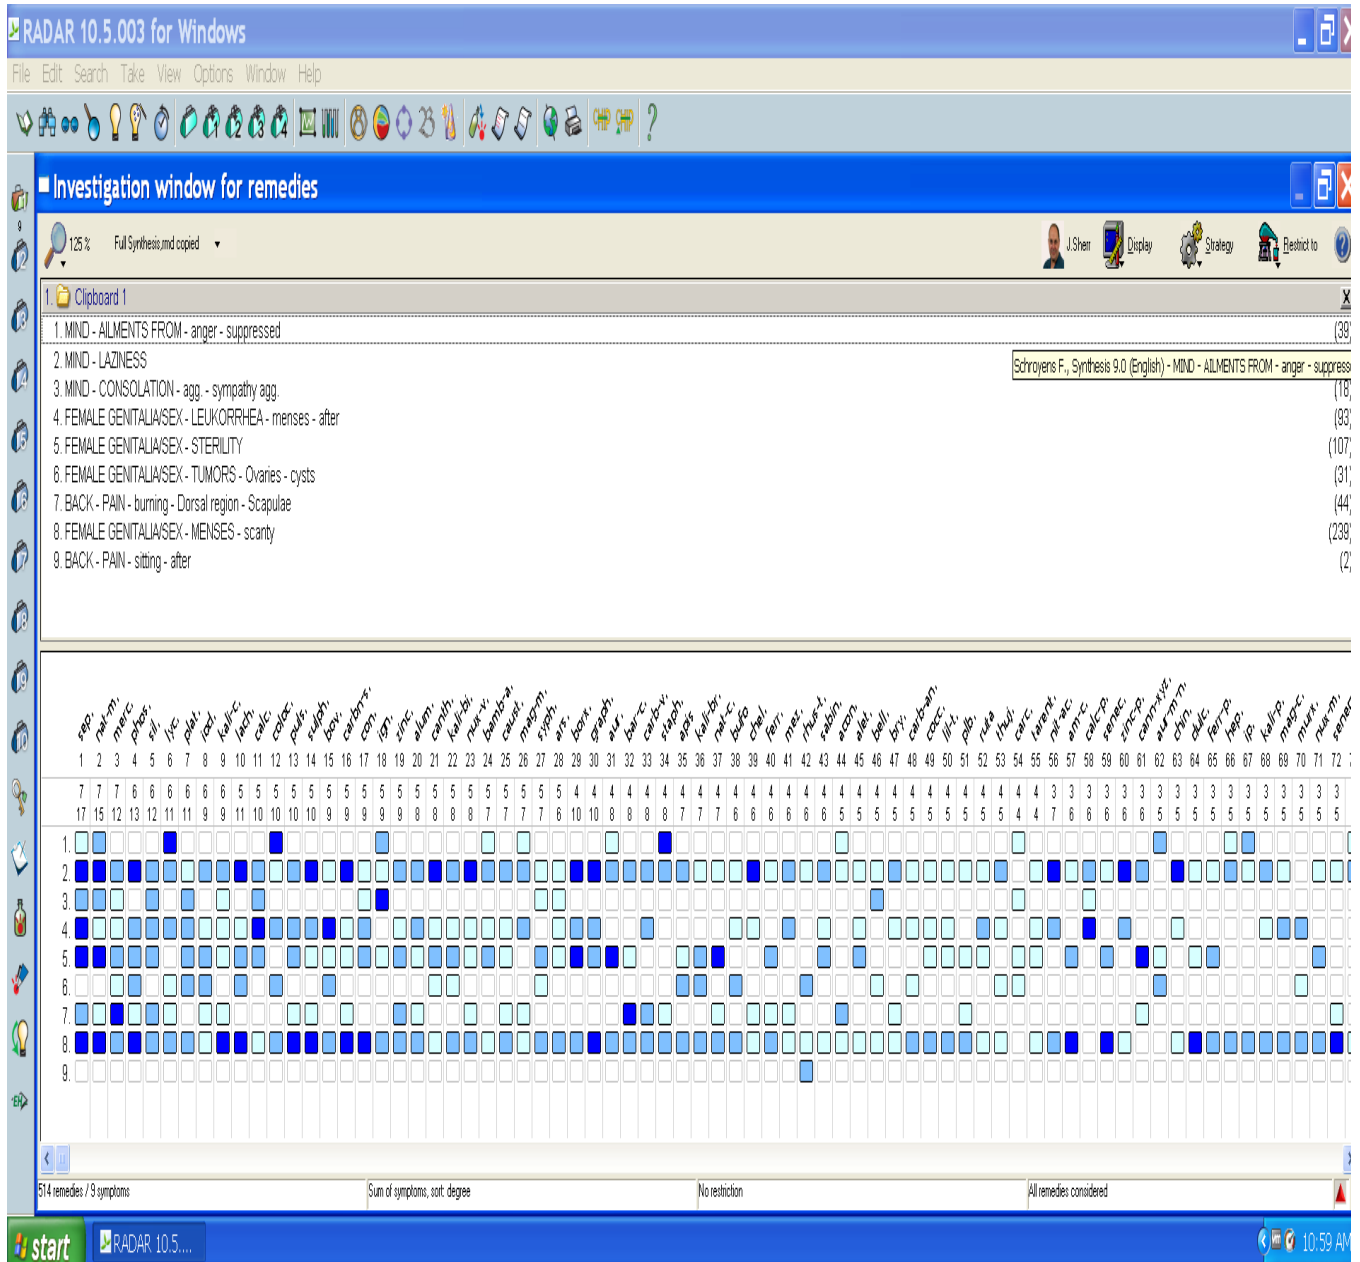 RADAR 10.5.003 for Windows
File Edit Search Take View Options Window Help
Investigation window for remedies
125 % Full Synthesis,rmd copied J.Sherr Display Strategy Restrict to
1. Clipboard 1 X
1. MIND - AILMENTS FROM - anger - suppressed (39)
2. MIND - LAZINESS
Schroyens F., Synthesis 9.0 (English) - MIND - AILMENTS FROM - anger - suppresse
3. MIND - CONSOLATION - agg. - sympathy agg. (18)
4. FEMALE GENITALIA/SEX - LEUKORRHEA - menses - after (93)
5. FEMALE GENITALIA/SEX - STERILITY (107)
6. FEMALE GENITALIA/SEX - TUMORS - Ovaries - cysts (31)
7. BACK - PAIN - burning - Dorsal region - Scapulae (44)
8. FEMALE GENITALIA/SEX - MENSES - scanty (239)
9. BACK - PAIN - sitting - after (2)
sep. nat-m. merc. phos. sil. lyc. plat. iod. kali-c. lach. calc. coloc. puls. sulph. bov. carbn-s. con. ign. zinc. alum. canth. kali-bi. nux-v. bamb-a. caust. mag-m. syph. ars. borx. graph. aur. bar-c. carb-v. staph. apis kali-br. nat-c. bufo chel. ferr. mez. rhus-t. sabin. acon. alet. bell. bry. carb-an. cocc. lil-t. plb. ruta thuj. carc. tarent. nit-ac. am-c. calc-p. senec. zinc-p. cann-xyz. aur-m-n. chin. dulc. ferr-p. hep. ip. kali-p. mag-c. murx. nux-m.
1 2 3 4 5 6 7 8 9 10 11 12 13 14 15 16 17 18 19 20 21 22 23 24 25 26 27 28 29 30 31 32 33 34 35 36 37 38 39 40 41 42 43 44 45 46 47 48 49 50 51 52 53 54 55 56 57 58 59 60 61 62 63 64 65 66 67 68 69 70 71 72
1.
2.
3.
4.
5.
6.
7.
8.
9.
514 remedies / 9 symptoms Sum of symptoms, sort: degree No restriction All remedies considered
start RADAR 10.5.... 10:59 AM